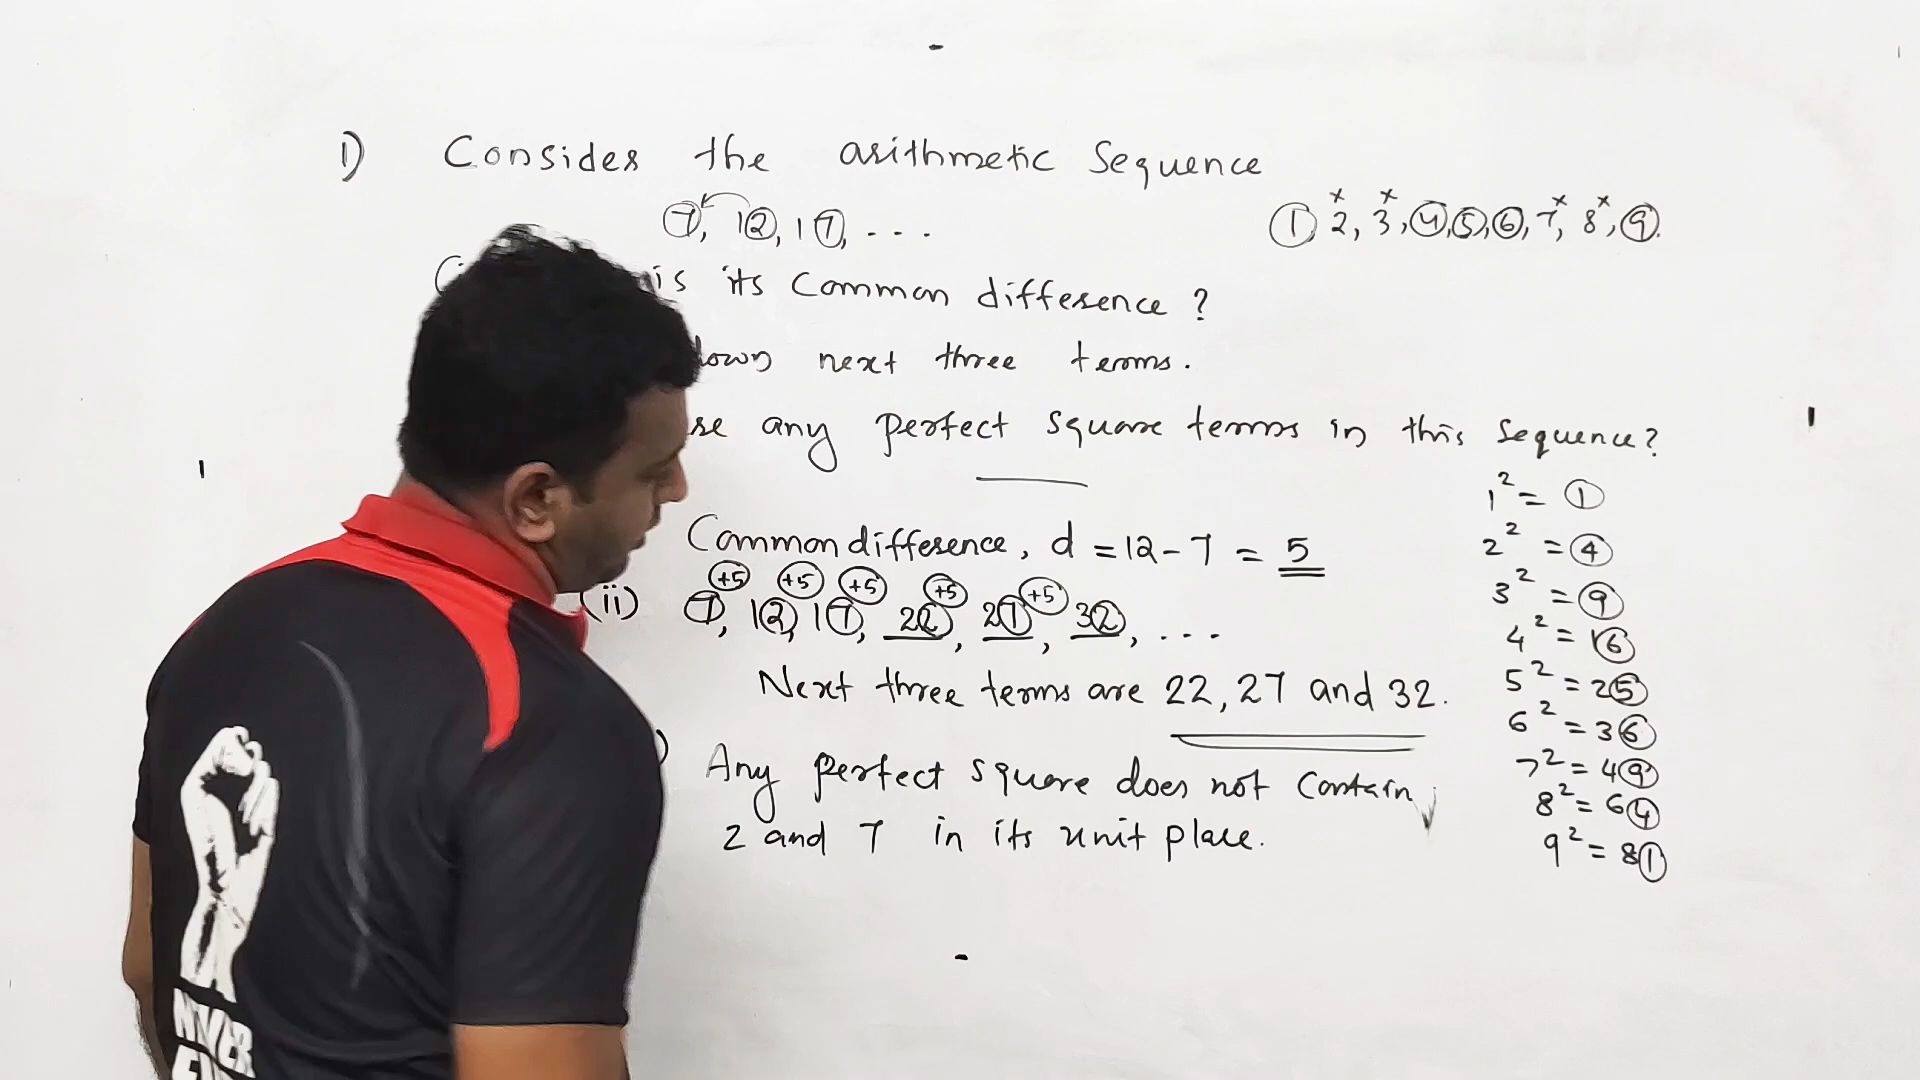 1) Consider the arithmetic Sequence
7, 12, 17, ...
1 2, 3, 4, 5, 6, 7, 8, 9.
x x x x
is its Common difference ?
down next three terms.
any perfect square terms in this Sequence?
Common difference, d = 12 - 7 = 5
+5 +5 +5 +5 +5
(ii) 7, 12, 17, 22, 27, 32, ...
Next three terms are 22, 27 and 32.
Any perfect square does not contain
2 and 7 in its unit place.
1² = 1
2² = 4
3² = 9
4² = 16
5² = 25
6² = 36
7² = 49
8² = 64
9² = 81
NEVER